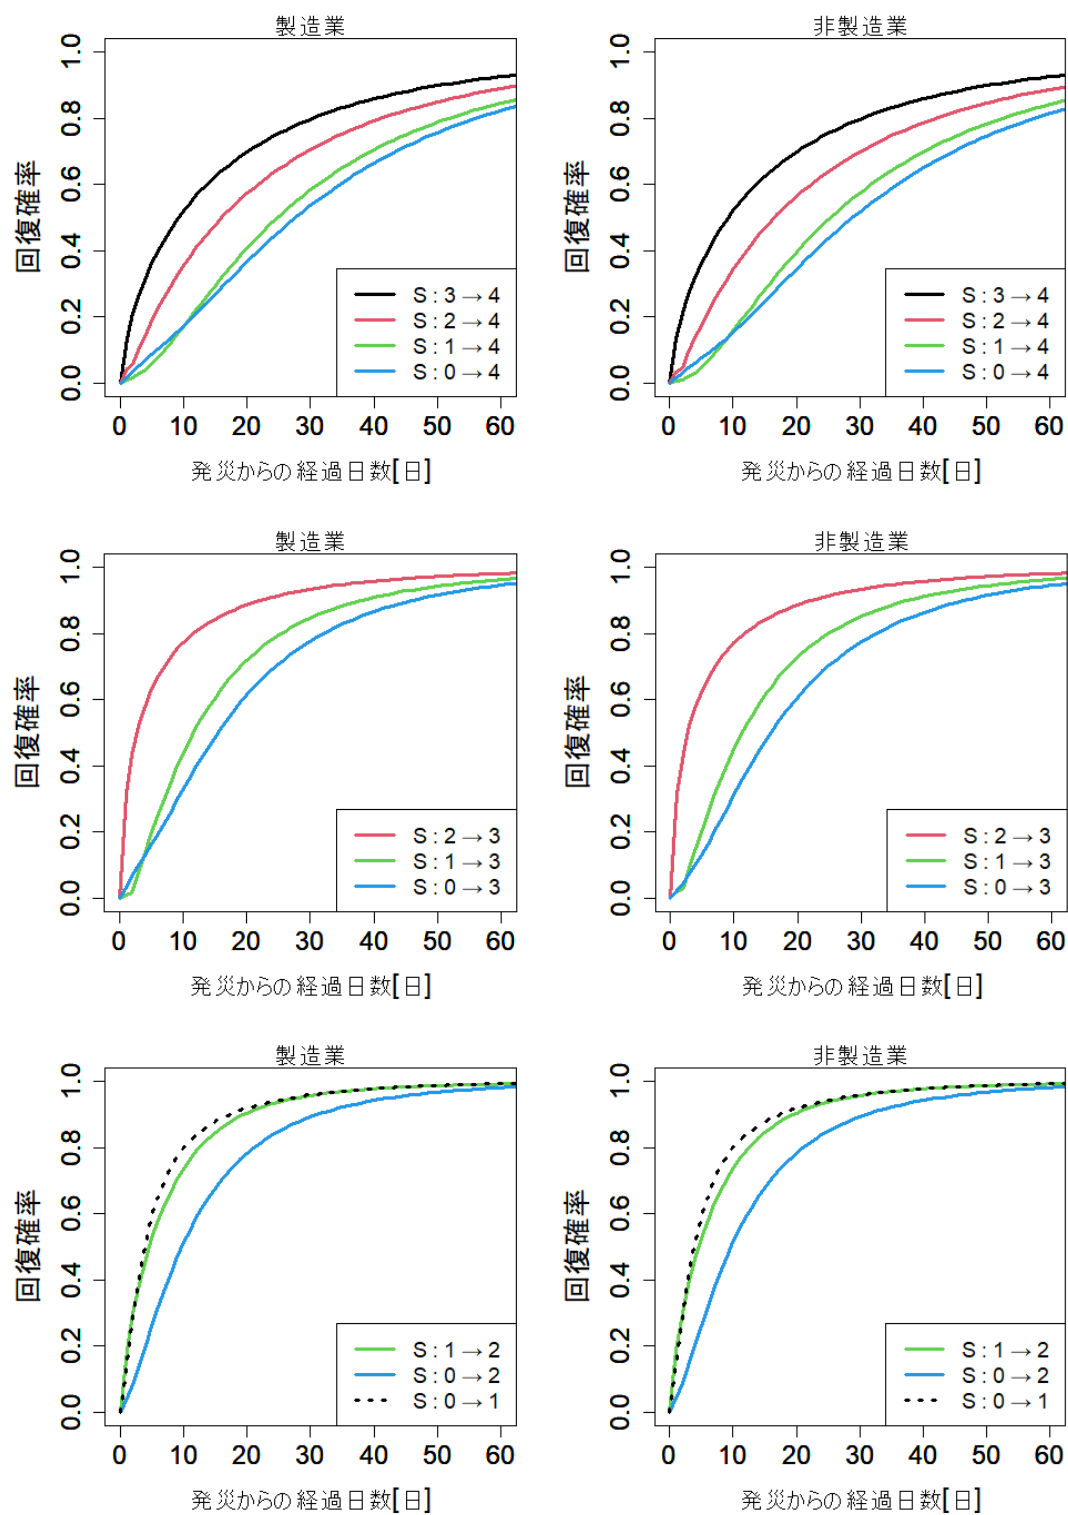 製造業
1.0
0.8
0.6
0.4
0.2
0.0
回復確率
S : 3 → 4
S : 2 → 4
S : 1 → 4
S : 0 → 4
0 10 20 30 40 50 60
発災からの経過日数[日]
非製造業
1.0
0.8
0.6
0.4
0.2
0.0
回復確率
S : 3 → 4
S : 2 → 4
S : 1 → 4
S : 0 → 4
0 10 20 30 40 50 60
発災からの経過日数[日]
製造業
1.0
0.8
0.6
0.4
0.2
0.0
回復確率
S : 2 → 3
S : 1 → 3
S : 0 → 3
0 10 20 30 40 50 60
発災からの経過日数[日]
非製造業
1.0
0.8
0.6
0.4
0.2
0.0
回復確率
S : 2 → 3
S : 1 → 3
S : 0 → 3
0 10 20 30 40 50 60
発災からの経過日数[日]
製造業
1.0
0.8
0.6
0.4
0.2
0.0
回復確率
S : 1 → 2
S : 0 → 2
S : 0 → 1
0 10 20 30 40 50 60
発災からの経過日数[日]
非製造業
1.0
0.8
0.6
0.4
0.2
0.0
回復確率
S : 1 → 2
S : 0 → 2
S : 0 → 1
0 10 20 30 40 50 60
発災からの経過日数[日]